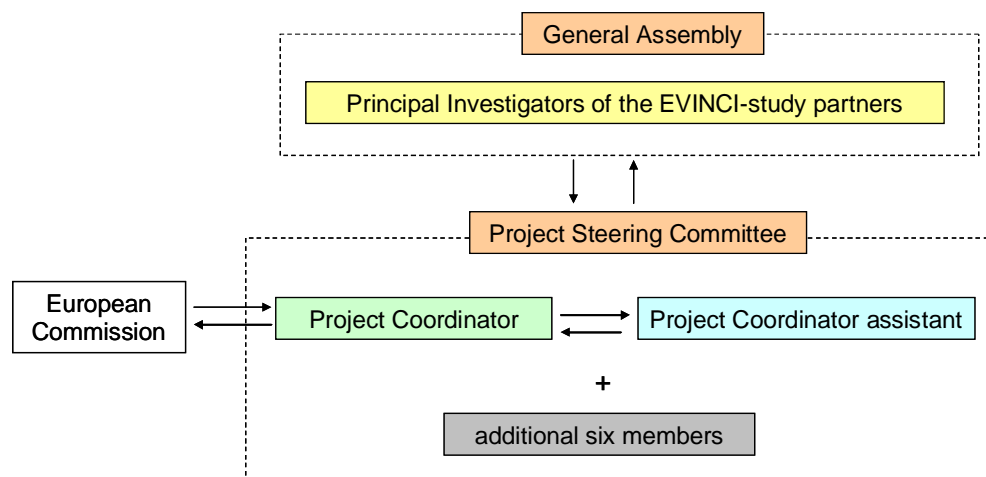 General Assembly
Principal Investigators of the EVINCI-study partners
Project Steering Committee
European
Commission
Project Coordinator
Project Coordinator assistant
+
additional six members